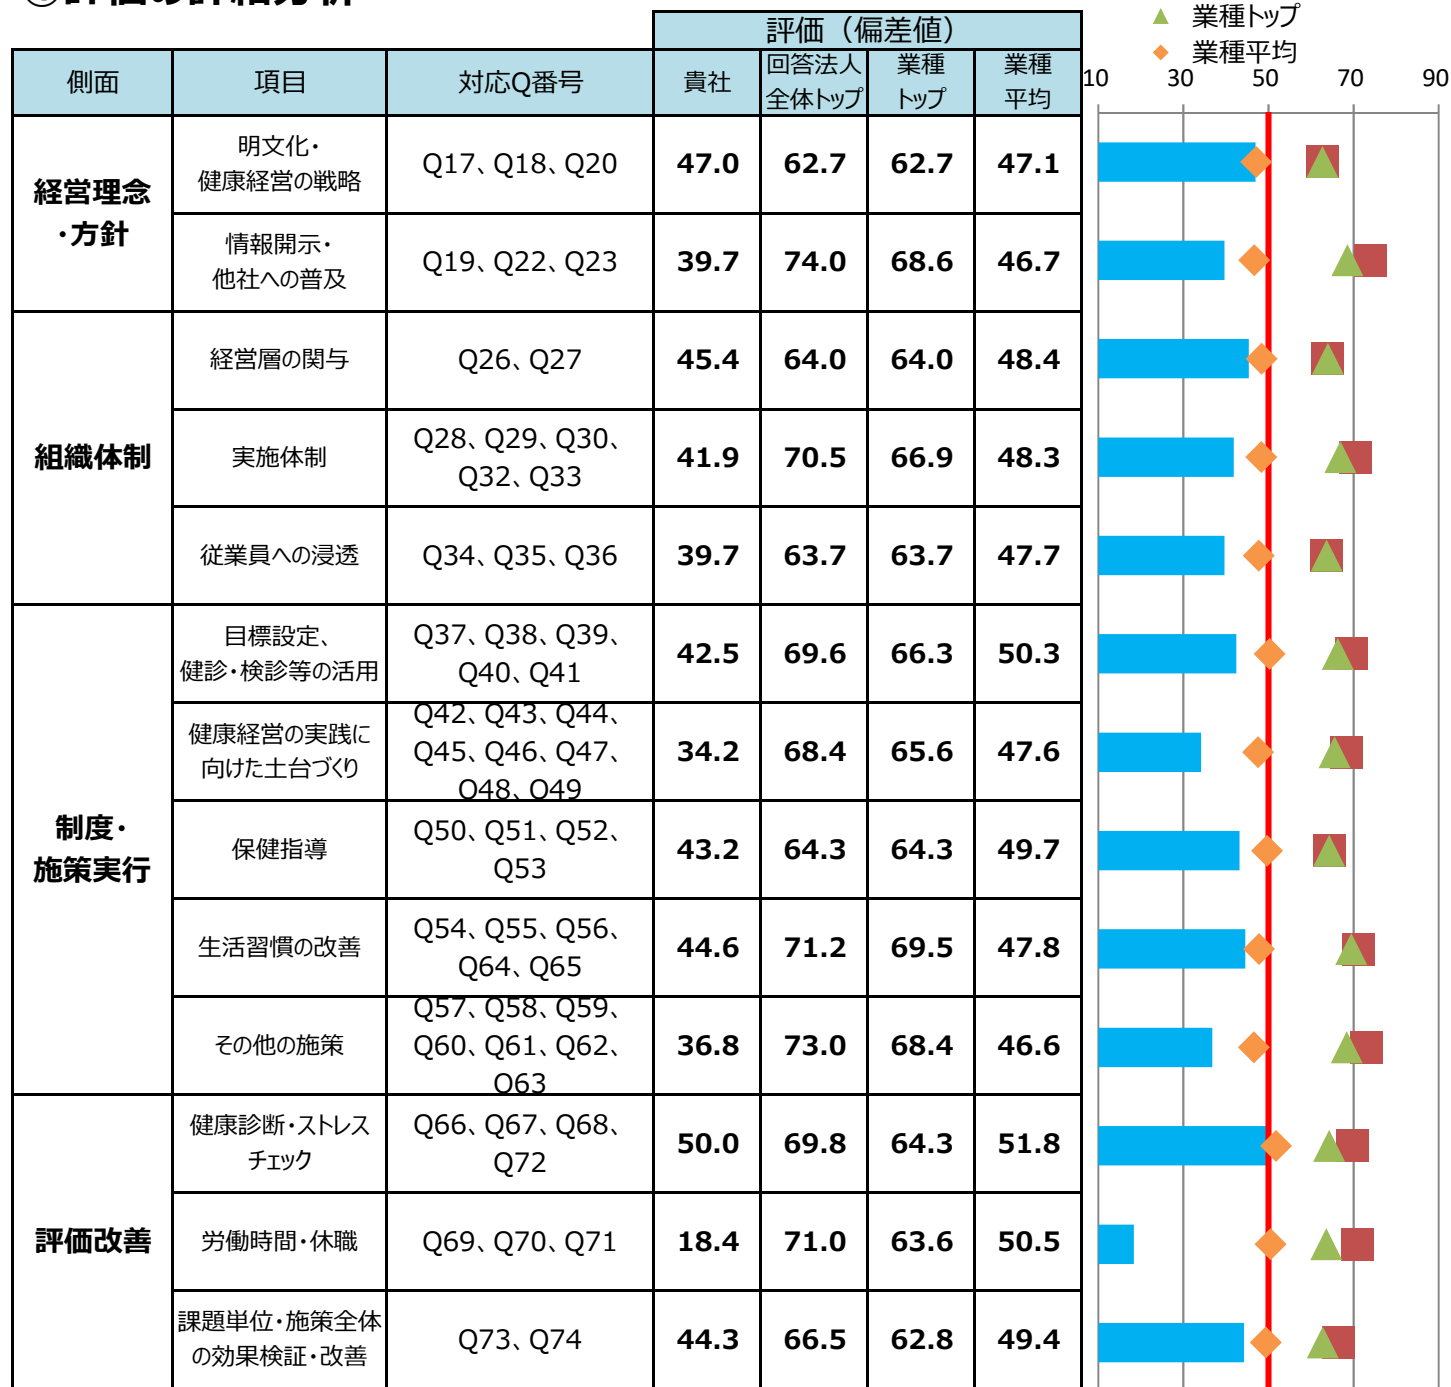 評価（偏差値）
▲ 業種トップ
◆ 業種平均
側面 項目 対応Q番号 貴社 回答法人 業種 業種
全体トップ トップ 平均
10 30 50 70 90
経営理念
・方針
明文化・
健康経営の戦略
Q17、Q18、Q20 47.0 62.7 62.7 47.1
情報開示・
他社への普及
Q19、Q22、Q23 39.7 74.0 68.6 46.7
組織体制
経営層の関与 Q26、Q27 45.4 64.0 64.0 48.4
実施体制
Q28、Q29、Q30、
Q32、Q33
41.9 70.5 66.9 48.3
従業員への浸透 Q34、Q35、Q36 39.7 63.7 63.7 47.7
制度・
施策実行
目標設定、
健診・検診等の活用
Q37、Q38、Q39、
Q40、Q41
42.5 69.6 66.3 50.3
健康経営の実践に
向けた土台づくり
Q42、Q43、Q44、
Q45、Q46、Q47、
Q48、Q49
34.2 68.4 65.6 47.6
保健指導
Q50、Q51、Q52、
Q53
43.2 64.3 64.3 49.7
生活習慣の改善
Q54、Q55、Q56、
Q64、Q65
44.6 71.2 69.5 47.8
その他の施策
Q57、Q58、Q59、
Q60、Q61、Q62、
Q63
36.8 73.0 68.4 46.6
評価改善
健康診断・ストレス
チェック
Q66、Q67、Q68、
Q72
50.0 69.8 64.3 51.8
労働時間・休職 Q69、Q70、Q71 18.4 71.0 63.6 50.5
課題単位・施策全体
の効果検証・改善
Q73、Q74 44.3 66.5 62.8 49.4